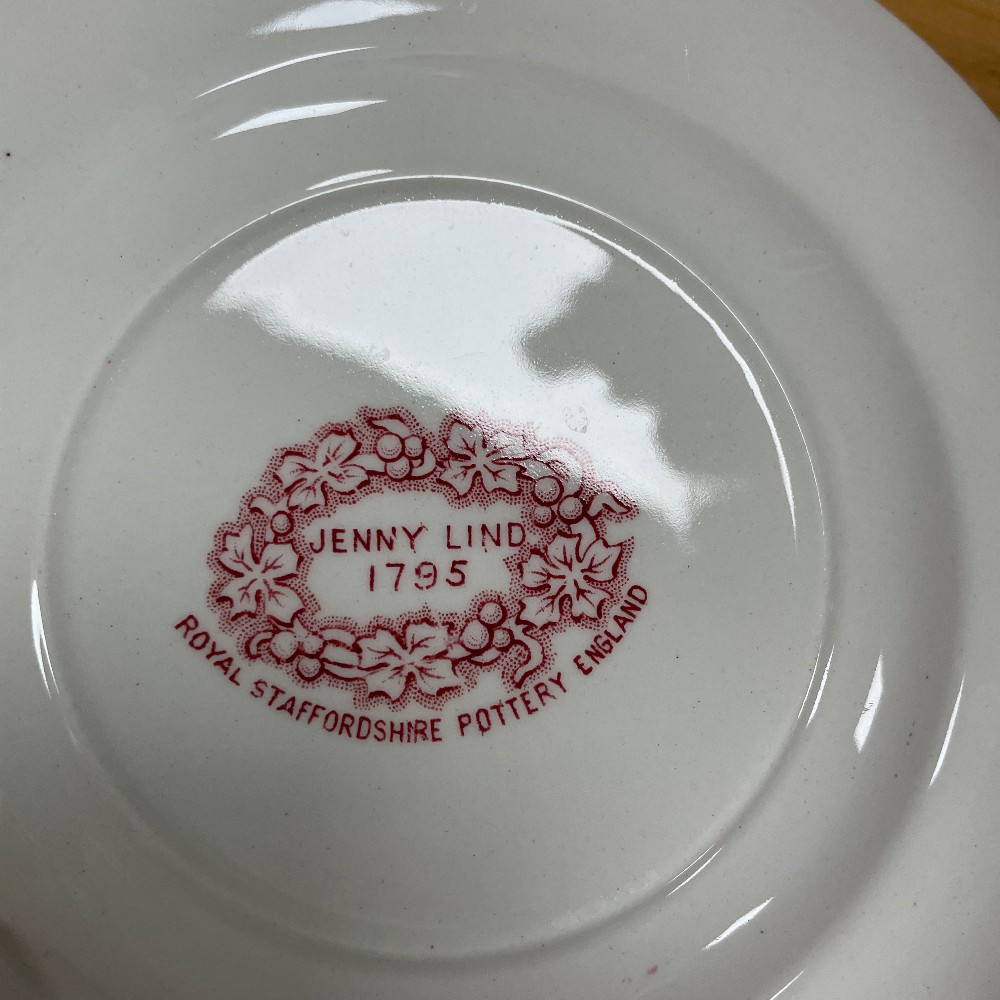 JENNY LIND
1795
ROYAL STAFFORDSHIRE POTTERY ENGLAND